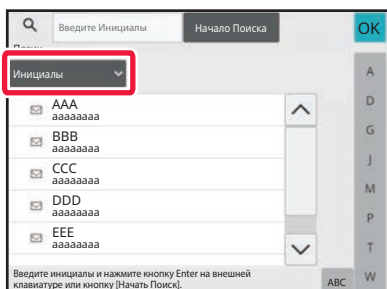 Введите Инициалы
Начало Поиска
OK
Инициалы
AAA
aaaaaaaa
BBB
aaaaaaaa
CCC
aaaaaaaa
DDD
aaaaaaaa
EEE
aaaaaaaa
A
D
G
J
M
P
T
W
ABC
Введите инициалы и нажмите кнопку Enter на внешней
клавиатуре или кнопку [Начать Поиск].